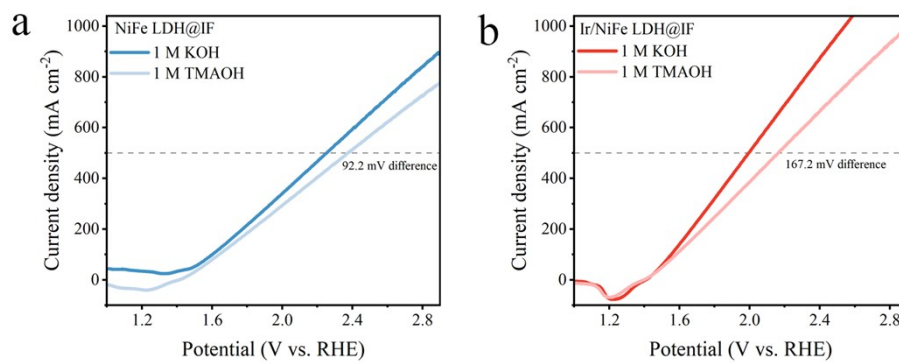 a
NiFe LDH@IF
1 M KOH
1 M TMAOH
1000
800
600
400
200
0
92.2 mV difference
1.2 1.6 2.0 2.4 2.8
Potential (V vs. RHE)
Current density (mA cm⁻²)
b
Ir/NiFe LDH@IF
1 M KOH
1 M TMAOH
1000
800
600
400
200
0
167.2 mV difference
1.2 1.6 2.0 2.4 2.8
Potential (V vs. RHE)
Current density (mA cm⁻²)